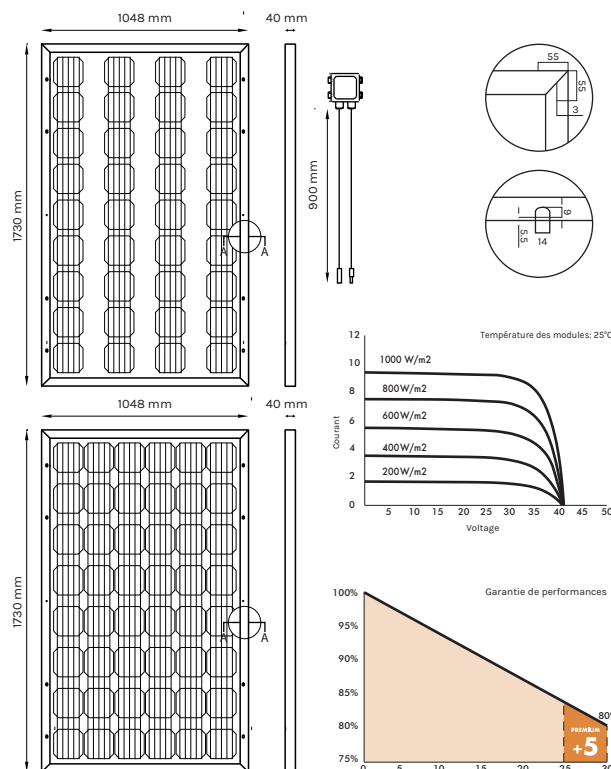 1048 mm
40 mm
1730 mm
A A
900 mm
55
55
3
5,5
9
14
1048 mm
40 mm
1730 mm
A A
Température des modules: 25°C
12
10
8
6
4
2
0
Courant
1000 W/m2
800W/m2
600W/m2
400W/m2
200W/m2
5 10 15 20 25 30 35 40 45 50
Voltage
Garantie de performances
100%
95%
90%
85%
80%
75%
80%
PREMIUM
+5
0 5 10 15 20 25 30